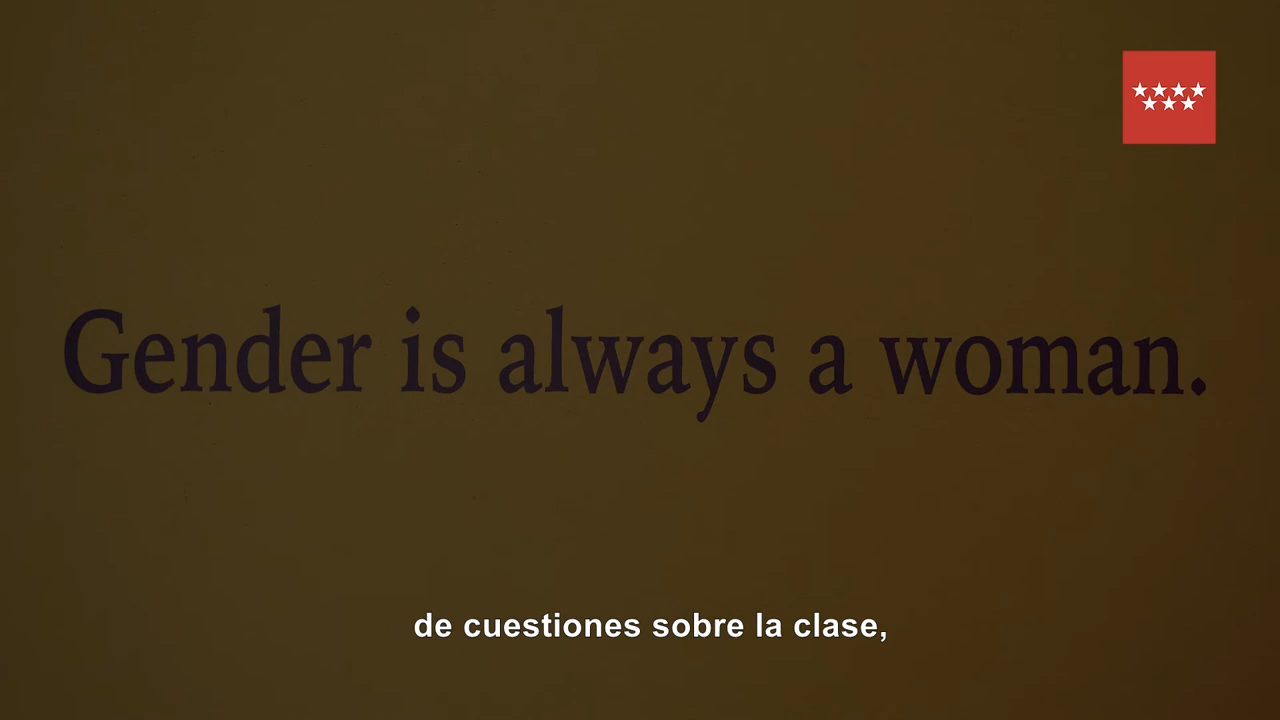 Gender is always a woman.
de cuestiones sobre la clase,